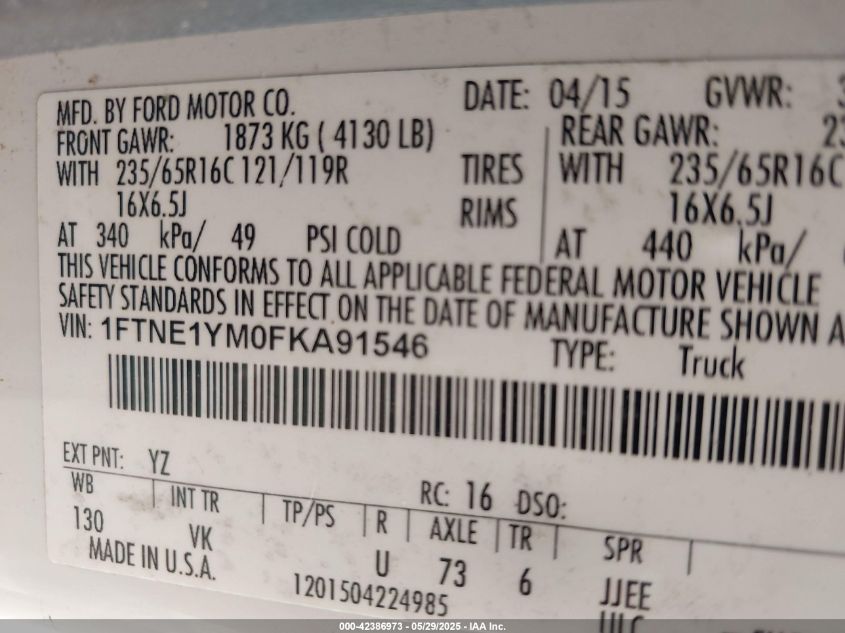 MFD. BY FORD MOTOR CO. DATE: 04/15 GVWR:
FRONT GAWR: 1873 KG ( 4130 LB) REAR GAWR:
WITH 235/65R16C 121/119R TIRES WITH 235/65R16C
16X6.5J RIMS 16X6.5J
AT 340 kPa/ 49 PSI COLD AT 440 kPa/
THIS VEHICLE CONFORMS TO ALL APPLICABLE FEDERAL MOTOR VEHICLE
SAFETY STANDARDS IN EFFECT ON THE DATE OF MANUFACTURE SHOWN
VIN: 1FTNE1YM0FKA91546 TYPE: Truck
EXT PNT: YZ RC: 16 DSO:
WB INT TR TP/PS R AXLE TR SPR
130 VK U 73 6 JJEE
MADE IN U.S.A. 1201504224985
000-42386973 - 05/29/2025 - © IAA Inc.